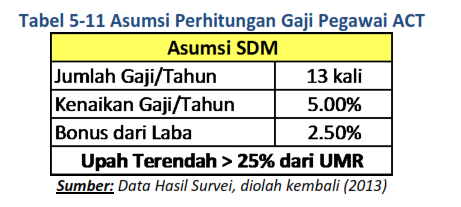 Tabel 5-11 Asumsi Perhitungan Gaji Pegawai ACT
Asumsi SDM
Jumlah Gaji/Tahun 13 kali
Kenaikan Gaji/Tahun 5.00%
Bonus dari Laba 2.50%
Upah Terendah > 25% dari UMR
Sumber: Data Hasil Survei, diolah kembali (2013)